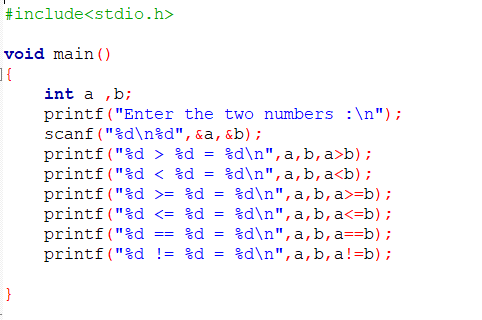 #include<stdio.h>
void main()
{
int a ,b;
printf("Enter the two numbers :\n");
scanf("%d\n%d",&a,&b);
printf("%d > %d = %d\n",a,b,a>b);
printf("%d < %d = %d\n",a,b,a<b);
printf("%d >= %d = %d\n",a,b,a>=b);
printf("%d <= %d = %d\n",a,b,a<=b);
printf("%d == %d = %d\n",a,b,a==b);
printf("%d != %d = %d\n",a,b,a!=b);
}